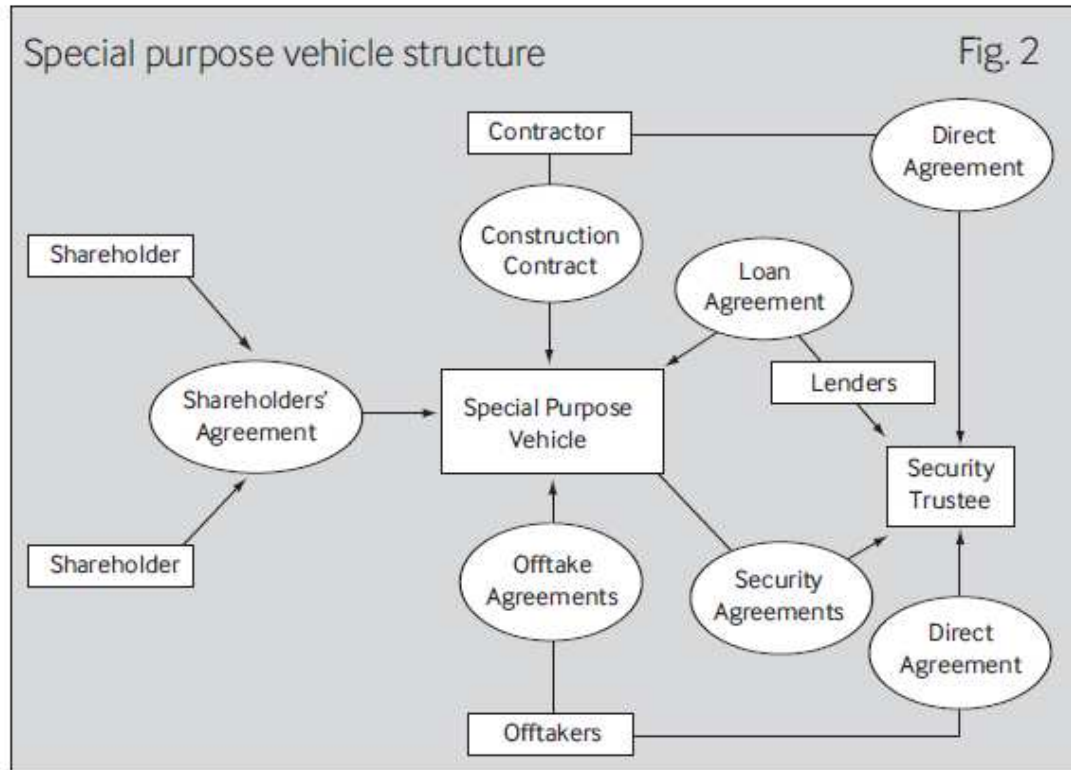 Special purpose vehicle structure
Fig. 2
Contractor
Direct
Agreement
Construction
Contract
Shareholder
Loan
Agreement
Lenders
Shareholders'
Agreement
Special Purpose
Vehicle
Security
Trustee
Shareholder
Offtake
Agreements
Security
Agreements
Direct
Agreement
Offtakers